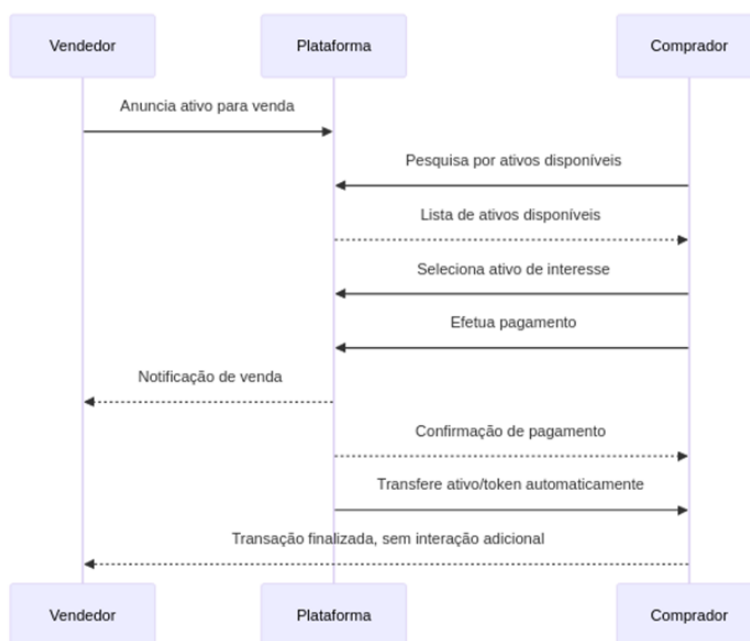 Vendedor
Plataforma
Comprador
Anuncia ativo para venda
Pesquisa por ativos disponíveis
Lista de ativos disponíveis
Seleciona ativo de interesse
Efetua pagamento
Notificação de venda
Confirmação de pagamento
Transfere ativo/token automaticamente
Transação finalizada, sem interação adicional
Vendedor
Plataforma
Comprador